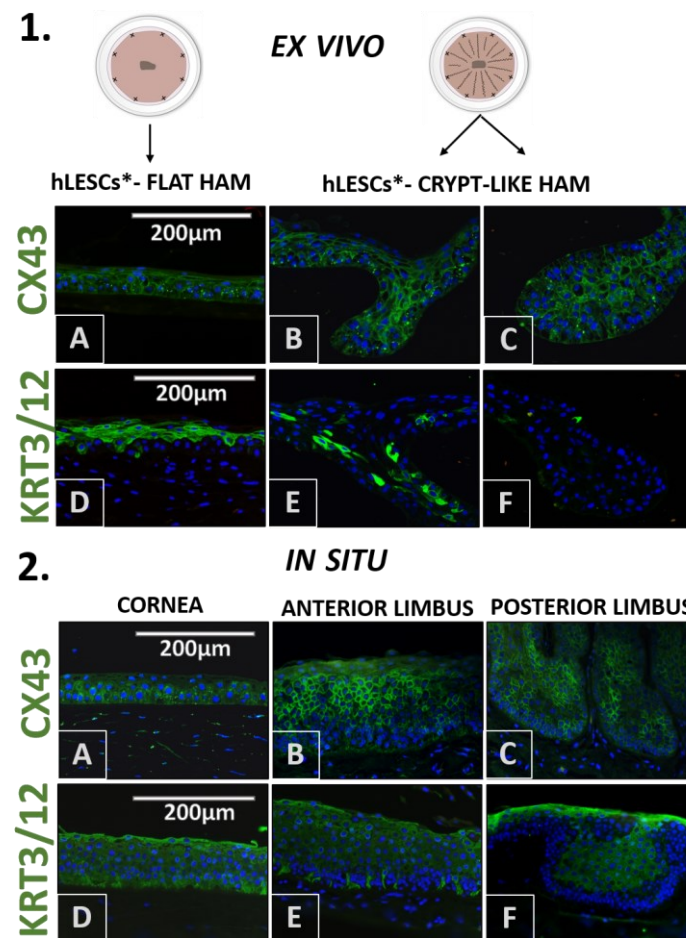 1.
EX VIVO
hLESCs*- FLAT HAM
hLESCs*- CRYPT-LIKE HAM
CX43
200µm
A
B
C
KRT3/12
200µm
D
E
F
2.
IN SITU
CORNEA
ANTERIOR LIMBUS
POSTERIOR LIMBUS
CX43
200µm
A
B
C
KRT3/12
200µm
D
E
F